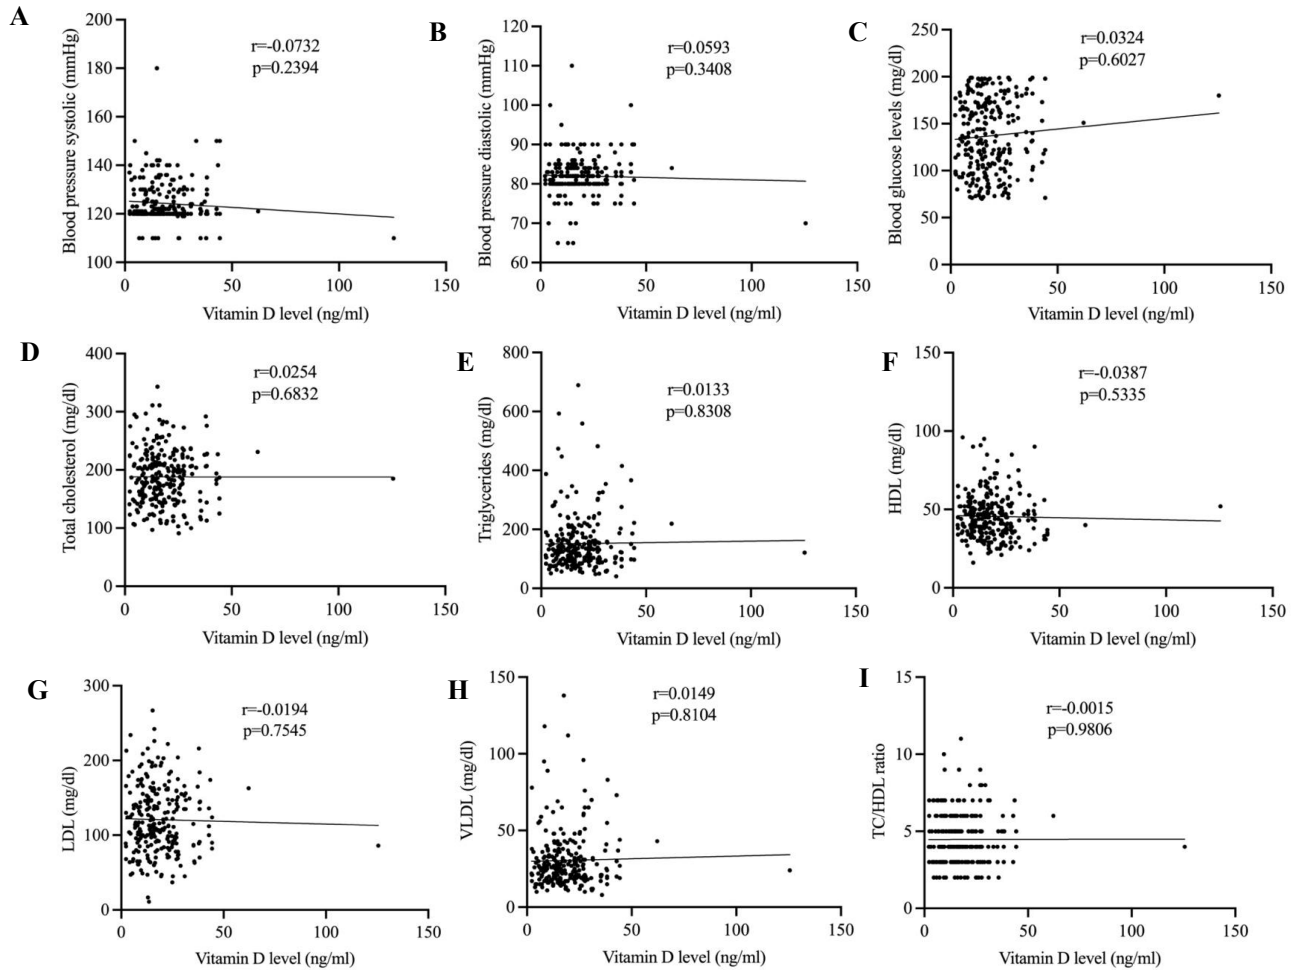 A
r=-0.0732
p=0.2394
Blood pressure systolic (mmHg)
200
180
160
140
120
100
0
50
100
150
Vitamin D level (ng/ml)
B
r=0.0593
p=0.3408
Blood pressure diastolic (mmHg)
120
110
100
90
80
70
60
0
50
100
150
Vitamin D level (ng/ml)
C
r=0.0324
p=0.6027
Blood glucose levels (mg/dl)
250
200
150
100
50
0
0
50
100
150
Vitamin D level (ng/ml)
D
r=0.0254
p=0.6832
Total cholesterol (mg/dl)
400
300
200
100
0
0
50
100
150
Vitamin D level (ng/ml)
E
r=0.0133
p=0.8308
Triglycerides (mg/dl)
800
600
400
200
0
0
50
100
150
Vitamin D level (ng/ml)
F
r=-0.0387
p=0.5335
HDL (mg/dl)
150
100
50
0
0
50
100
150
Vitamin D level (ng/ml)
G
r=-0.0194
p=0.7545
LDL (mg/dl)
300
200
100
0
0
50
100
150
Vitamin D level (ng/ml)
H
r=0.0149
p=0.8104
VLDL (mg/dl)
150
100
50
0
0
50
100
150
Vitamin D level (ng/ml)
I
r=-0.0015
p=0.9806
TC/HDL ratio
15
10
5
0
0
50
100
150
Vitamin D level (ng/ml)